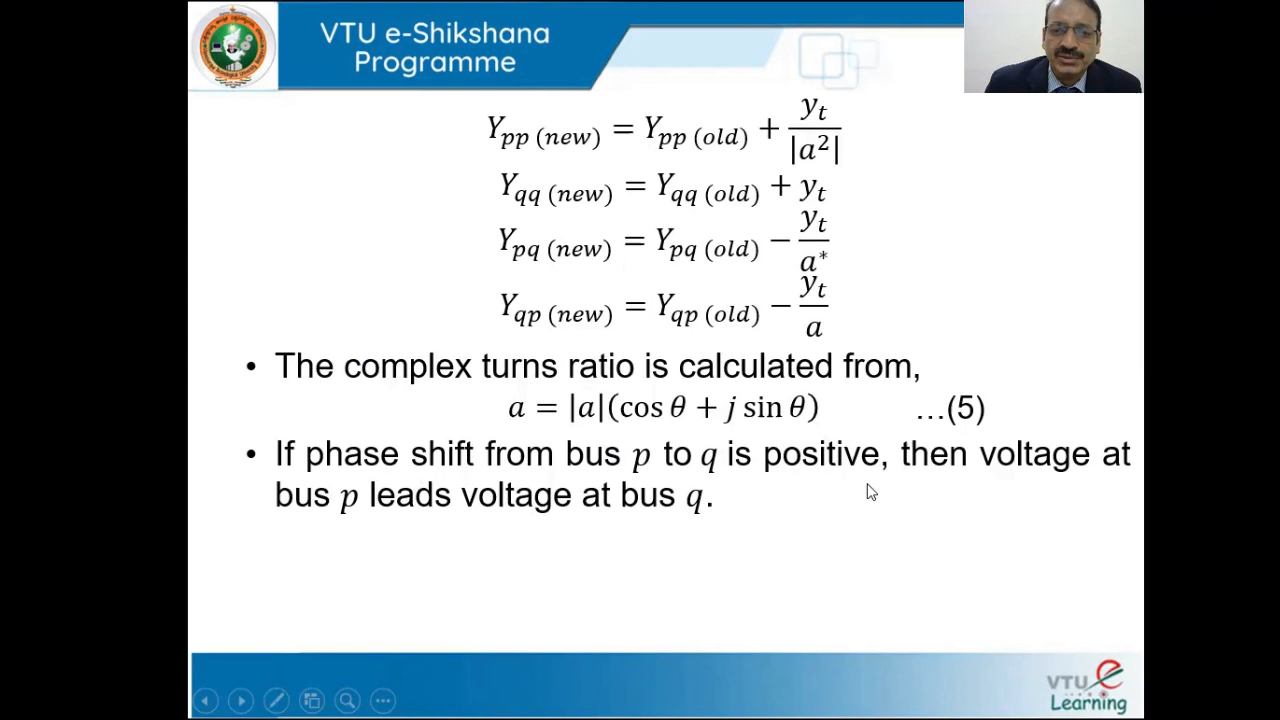 VTU e-Shikshana
Programme
Y_{pp (new)} = Y_{pp (old)} + \frac{y_t}{|a^2|}
Y_{qq (new)} = Y_{qq (old)} + y_t
Y_{pq (new)} = Y_{pq (old)} − \frac{y_t}{a^*}
Y_{qp (new)} = Y_{qp (old)} − \frac{y_t}{a}
• The complex turns ratio is calculated from,
a = |a|(cos θ + j sin θ) …(5)
• If phase shift from bus p to q is positive, then voltage at
bus p leads voltage at bus q.
VTU e
Learning